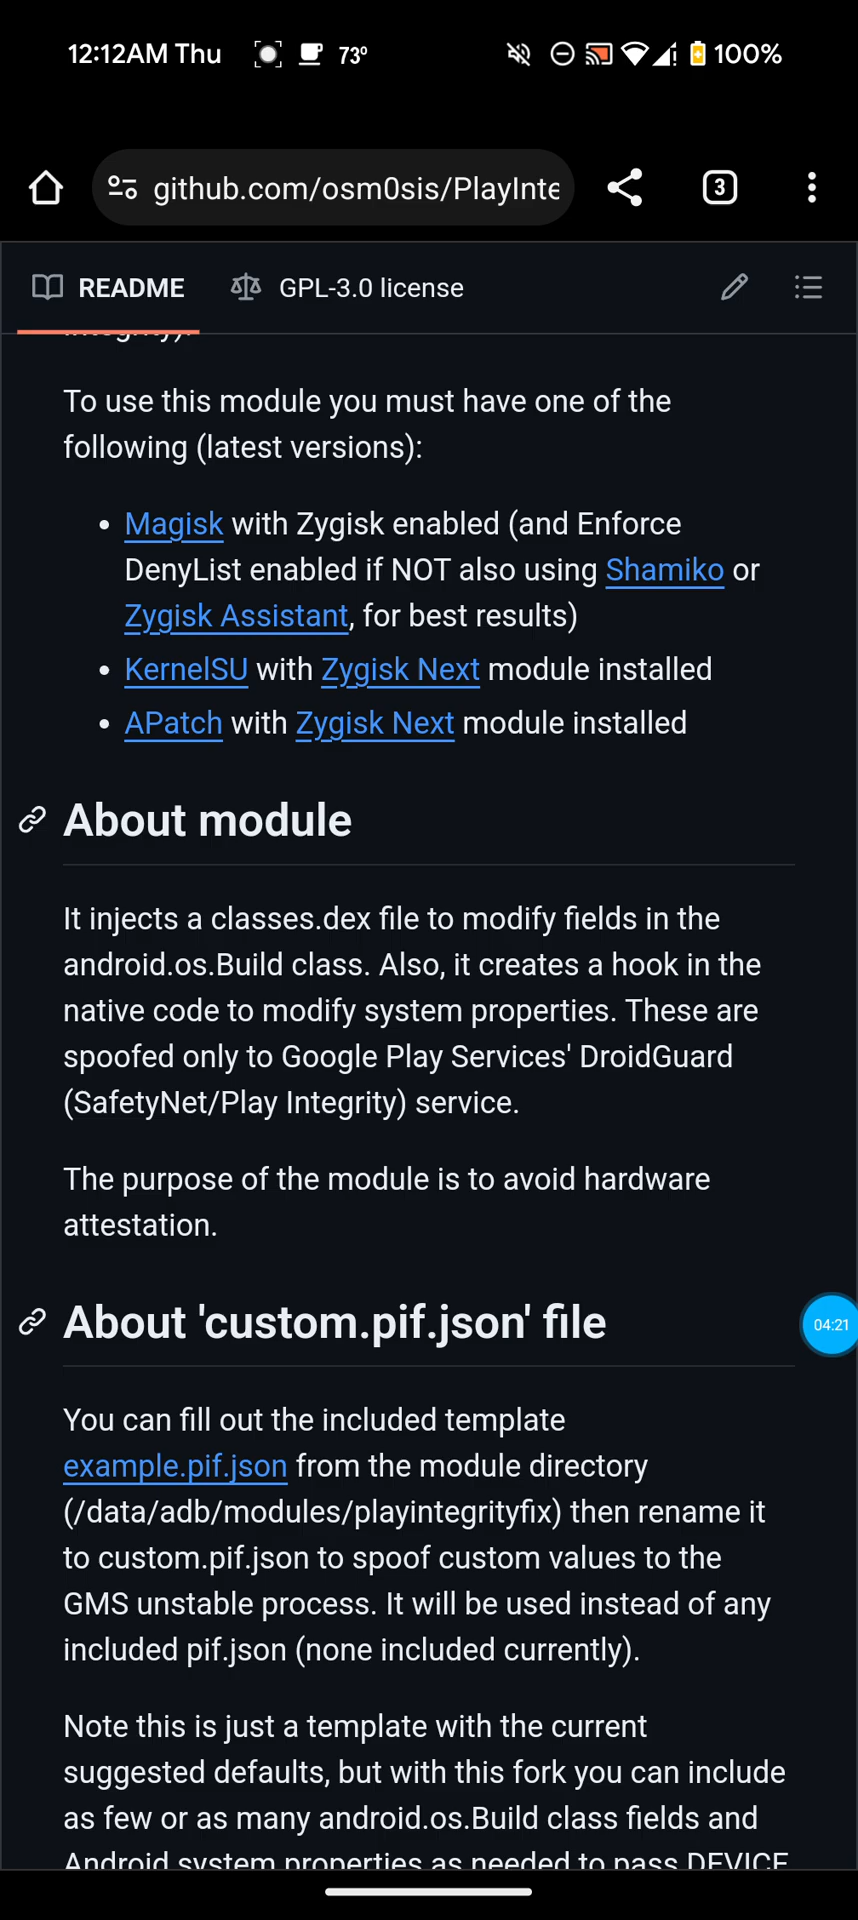 12:12AM Thu 73° 100%
github.com/osm0sis/PlayInte 3
README GPL-3.0 license
Integrity).
To use this module you must have one of the
following (latest versions):
• Magisk with Zygisk enabled (and Enforce
DenyList enabled if NOT also using Shamiko or
Zygisk Assistant, for best results)
• KernelSU with Zygisk Next module installed
• APatch with Zygisk Next module installed
About module
It injects a classes.dex file to modify fields in the
android.os.Build class. Also, it creates a hook in the
native code to modify system properties. These are
spoofed only to Google Play Services' DroidGuard
(SafetyNet/Play Integrity) service.
The purpose of the module is to avoid hardware
attestation.
About 'custom.pif.json' file
04:21
You can fill out the included template
example.pif.json from the module directory
(/data/adb/modules/playintegrityfix) then rename it
to custom.pif.json to spoof custom values to the
GMS unstable process. It will be used instead of any
included pif.json (none included currently).
Note this is just a template with the current
suggested defaults, but with this fork you can include
as few or as many android.os.Build class fields and
Android system properties as needed to pass DEVICE